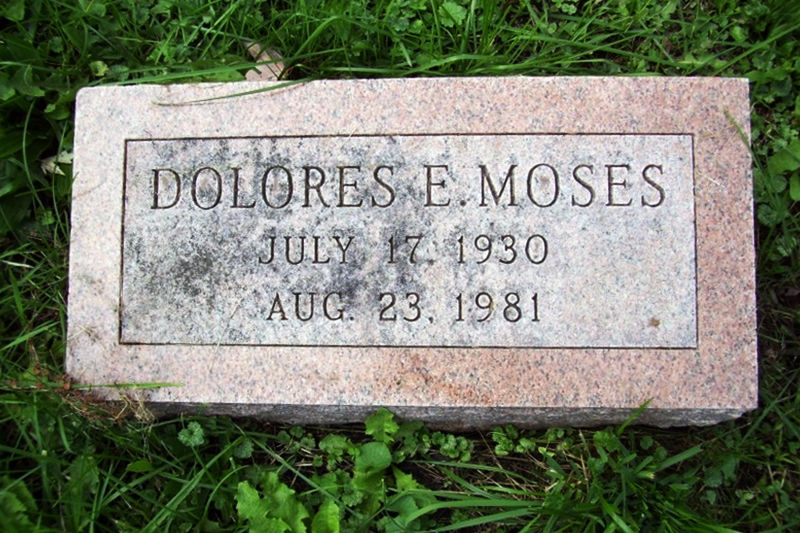 DOLORES E. MOSES
JULY 17, 1930
AUG. 23, 1981